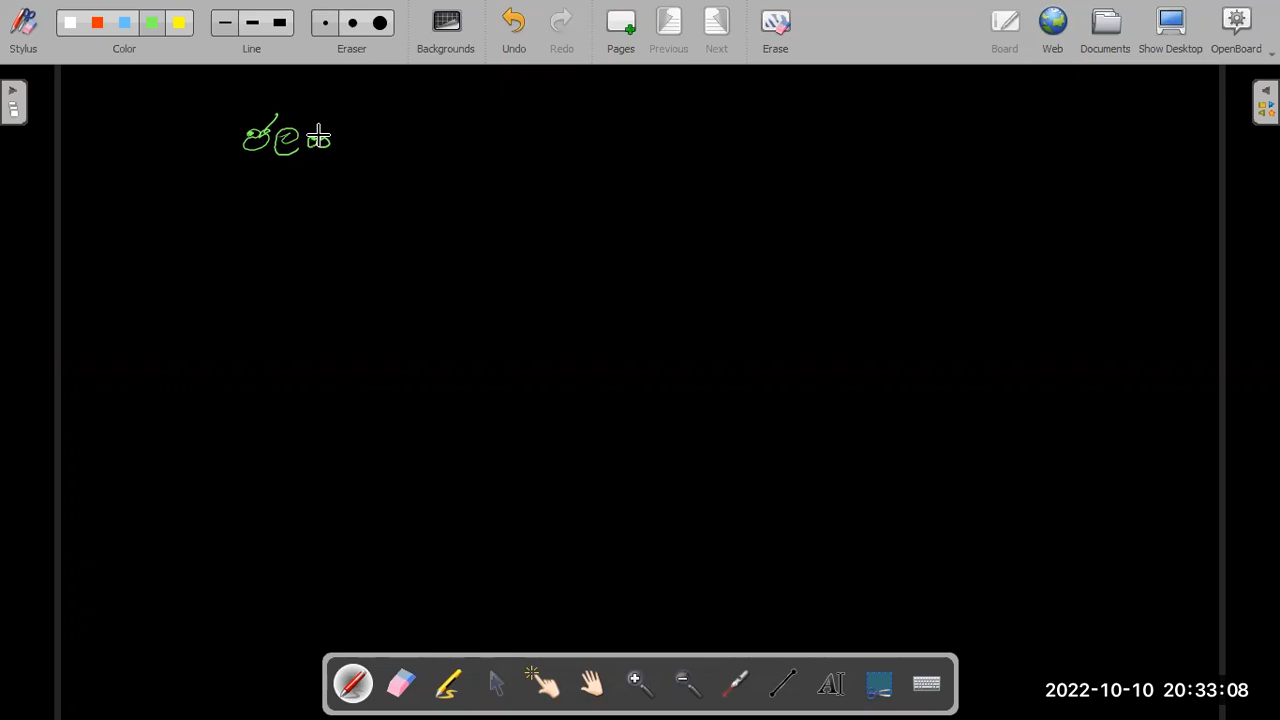 Stylus Color Line Eraser Backgrounds Undo Redo Pages Previous Next Erase Board Web Documents Show Desktop OpenBoard
2022-10-10 20:33:08